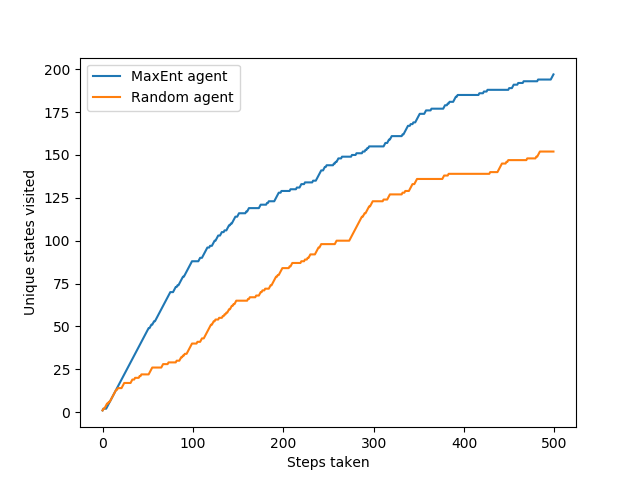 MaxEnt agent
Random agent
Unique states visited
200
175
150
125
100
75
50
25
0
0 100 200 300 400 500
Steps taken